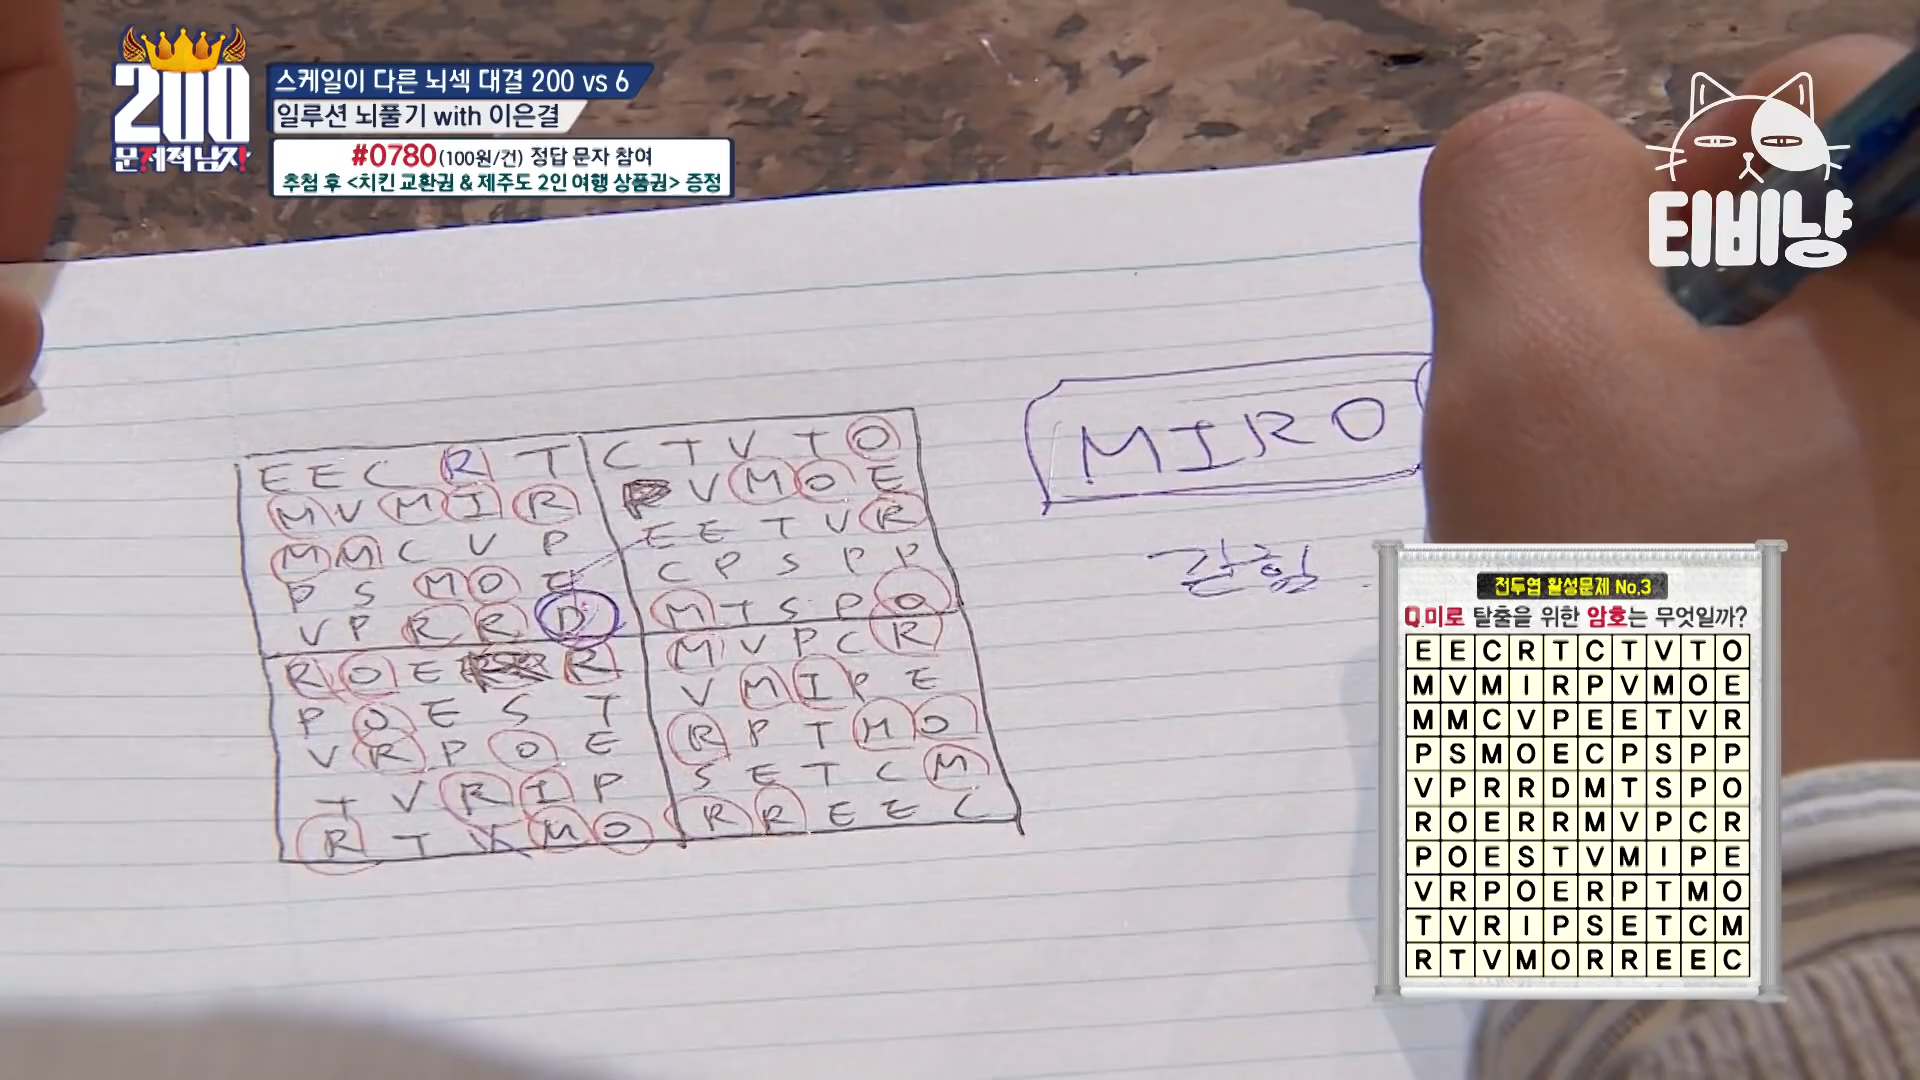 200
문제적남자
스케일이 다른 뇌섹 대결 200 vs 6
일루션 뇌풀기 with 이은결
#0780(100원/건) 정답 문자 참여
추첨 후 <치킨 교환권 & 제주도 2인 여행 상품권> 증정
티비냥
E E C R T C T V T O
M V M I R P V M O E
M M C V P E E T V R
P S M O E C P S P P
V P R R D M T S P O
R O E R M V P C R
P O E S T V M I P E
V R P O E R P T M O
T V R I P S E T C M
R T V M O R R E E C
MIRO
갇힘
전두엽 활성문제 No.3
Q.미로 탈출을 위한 암호는 무엇일까?
E E C R T C T V T O
M V M I R P V M O E
M M C V P E E T V R
P S M O E C P S P P
V P R R D M T S P O
R O E R R M V P C R
P O E S T V M I P E
V R P O E R P T M O
T V R I P S E T C M
R T V M O R R E E C